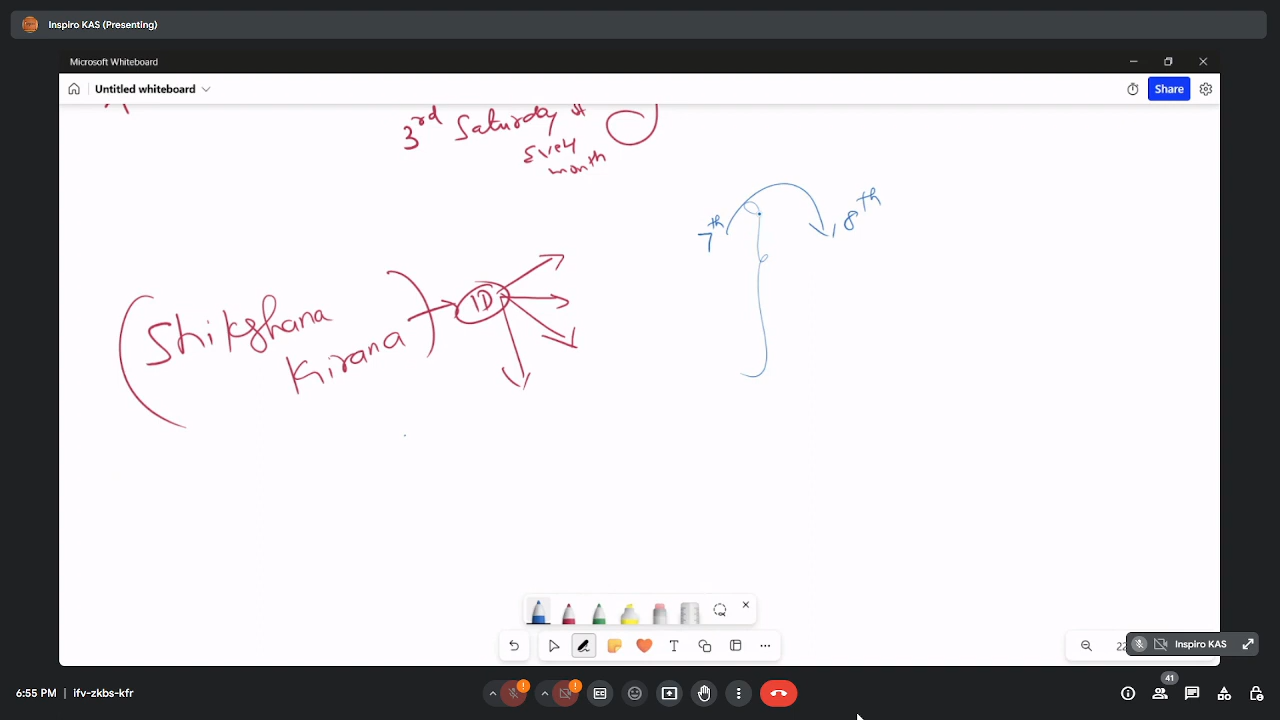 Inspiro KAS (Presenting)
Microsoft Whiteboard
Untitled whiteboard
Share
3rd Saturday of
Every
month
7th
8th
Shikshana
Kirana
ID
T
Inspiro KAS
6:55 PM | ifv-zkbs-kfr
41